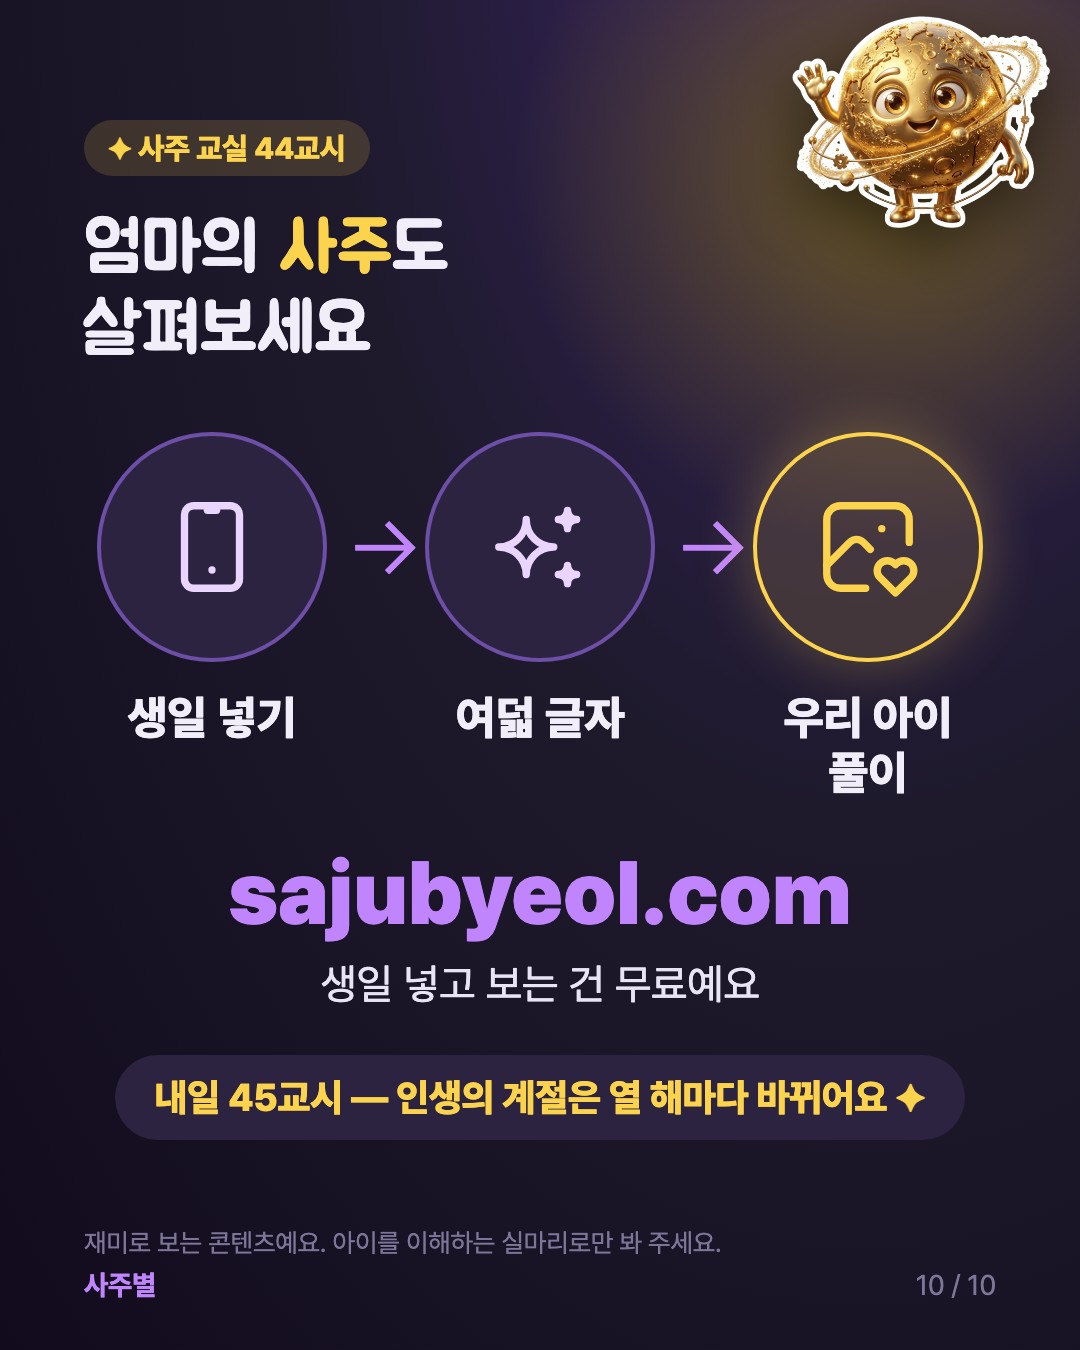 ✦ 사주 교실 44교시
엄마의 사주도
살펴보세요
생일 넣기
여덟 글자
우리 아이
풀이
sajubyeol.com
생일 넣고 보는 건 무료예요
내일 45교시 — 인생의 계절은 열 해마다 바뀌어요 ✦
재미로 보는 콘텐츠예요. 아이를 이해하는 실마리로만 봐 주세요.
사주별
10 / 10